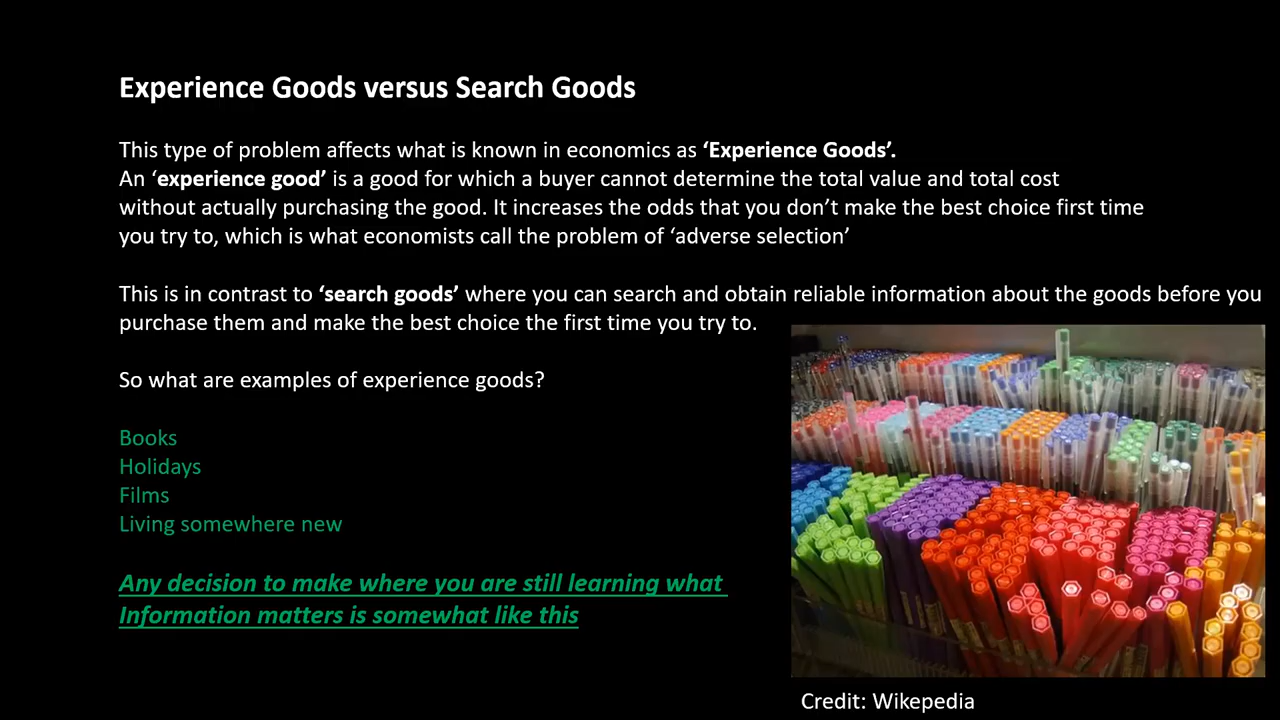 Experience Goods versus Search Goods
This type of problem affects what is known in economics as ‘Experience Goods’.
An ‘experience good’ is a good for which a buyer cannot determine the total value and total cost
without actually purchasing the good. It increases the odds that you don’t make the best choice first time
you try to, which is what economists call the problem of ‘adverse selection’
This is in contrast to ‘search goods’ where you can search and obtain reliable information about the goods before you
purchase them and make the best choice the first time you try to.
So what are examples of experience goods?
Books
Holidays
Films
Living somewhere new
Any decision to make where you are still learning what
Information matters is somewhat like this
Credit: Wikepedia